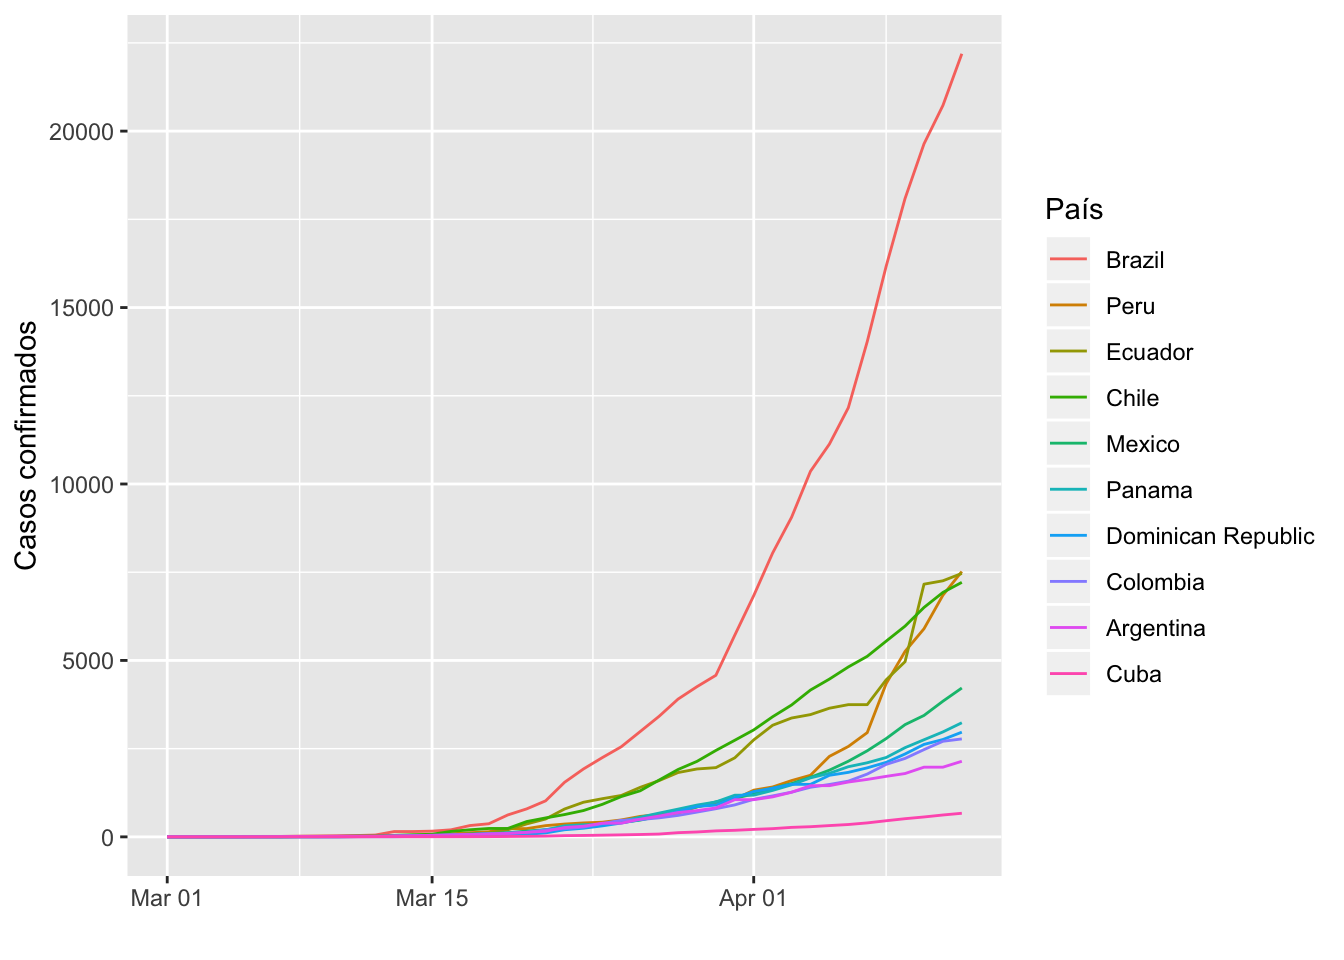 Casos confirmados
20000
15000
10000
5000
0
Mar 01
Mar 15
Apr 01
País
Brazil
Peru
Ecuador
Chile
Mexico
Panama
Dominican Republic
Colombia
Argentina
Cuba